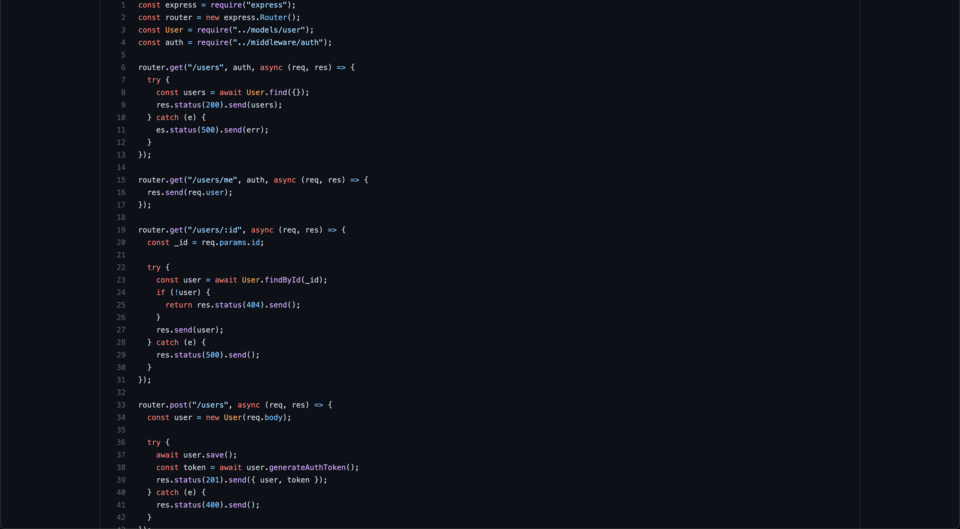 1 const express = require("express");
2 const router = new express.Router();
3 const User = require("../models/user");
4 const auth = require("../middleware/auth");
5
6 router.get("/users", auth, async (req, res) => {
7   try {
8     const users = await User.find({});
9     res.status(200).send(users);
10   } catch (e) {
11     es.status(500).send(err);
12   }
13 });
14
15 router.get("/users/me", auth, async (req, res) => {
16   res.send(req.user);
17 });
18
19 router.get("/users/:id", async (req, res) => {
20   const _id = req.params.id;
21
22   try {
23     const user = await User.findById(_id);
24     if (!user) {
25       return res.status(404).send();
26     }
27     res.send(user);
28   } catch (e) {
29     res.status(500).send();
30   }
31 });
32
33 router.post("/users", async (req, res) => {
34   const user = new User(req.body);
35
36   try {
37     await user.save();
38     const token = await user.generateAuthToken();
39     res.status(201).send({ user, token });
40   } catch (e) {
41     res.status(400).send();
42   }